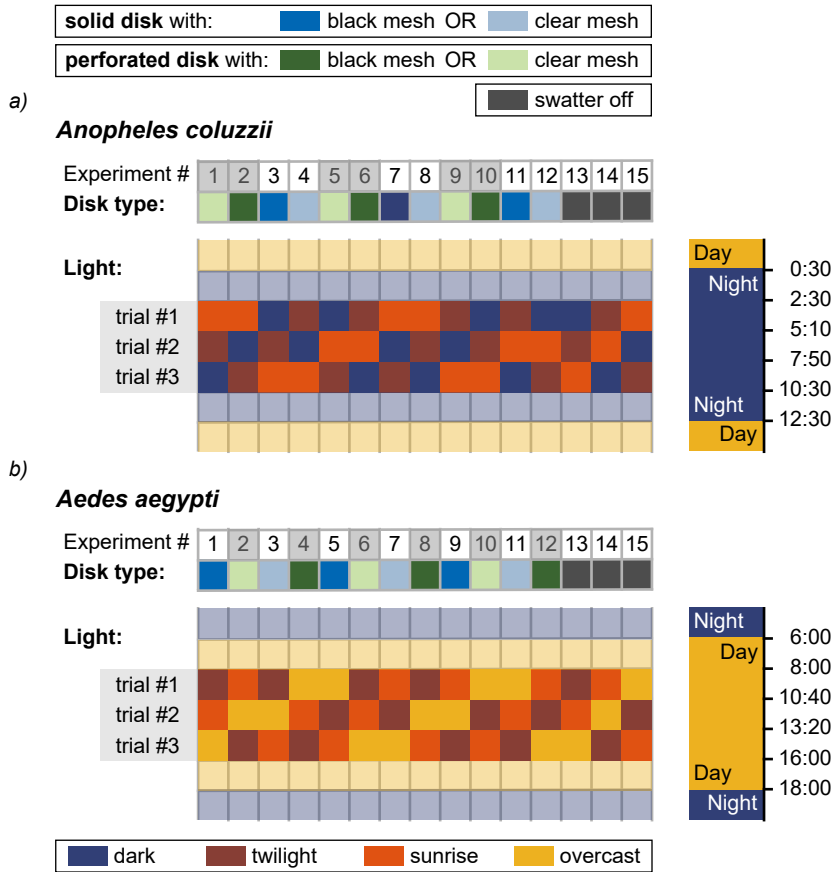 solid disk with: black mesh OR clear mesh
perforated disk with: black mesh OR clear mesh
swatter off
a)
Anopheles coluzzii
Experiment # 1 2 3 4 5 6 7 8 9 10 11 12 13 14 15
Disk type:
Light:
trial #1
trial #2
trial #3
Day
0:30
Night
2:30
5:10
7:50
10:30
Night
12:30
Day
b)
Aedes aegypti
Experiment # 1 2 3 4 5 6 7 8 9 10 11 12 13 14 15
Disk type:
Light:
trial #1
trial #2
trial #3
Night
6:00
Day
8:00
10:40
13:20
16:00
Day
18:00
Night
dark twilight sunrise overcast